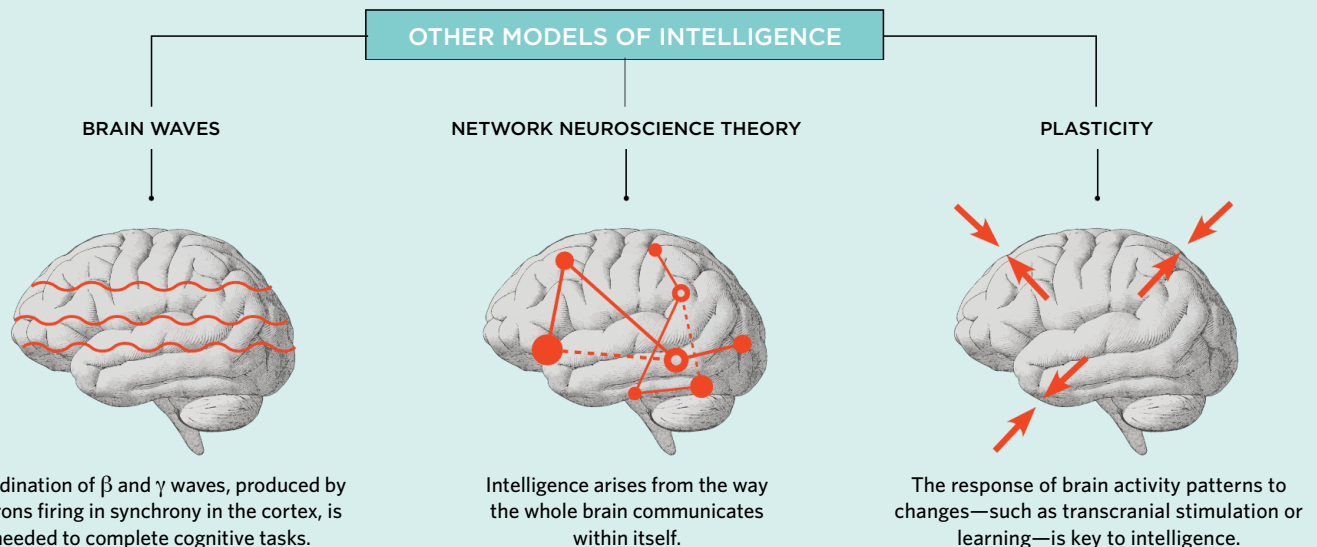 OTHER MODELS OF INTELLIGENCE
BRAIN WAVES
NETWORK NEUROSCIENCE THEORY
PLASTICITY
dination of β and γ waves, produced by
rons firing in synchrony in the cortex, is
needed to complete cognitive tasks.
Intelligence arises from the way
the whole brain communicates
within itself.
The response of brain activity patterns to
changes—such as transcranial stimulation or
learning—is key to intelligence.